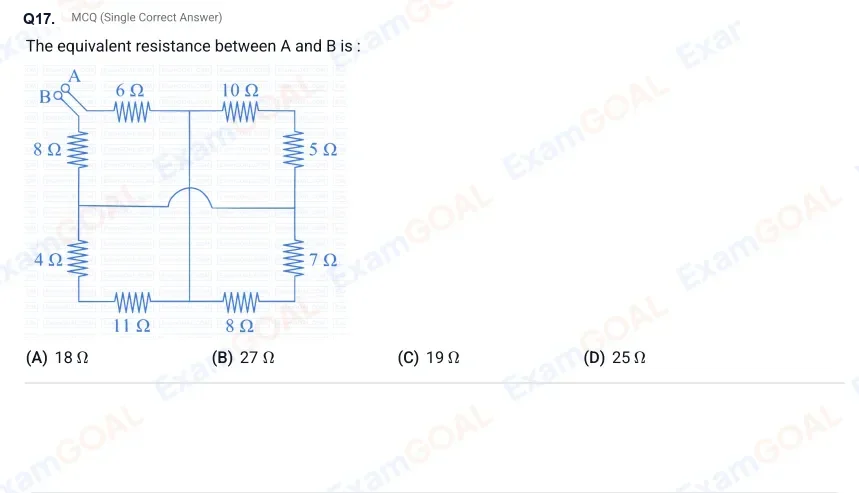 Q17. MCQ (Single Correct Answer)
The equivalent resistance between A and B is :
A
B
6 Ω
10 Ω
8 Ω
5 Ω
4 Ω
7 Ω
11 Ω
8 Ω
(A) 18 Ω
(B) 27 Ω
(C) 19 Ω
(D) 25 Ω
ExamGOAL